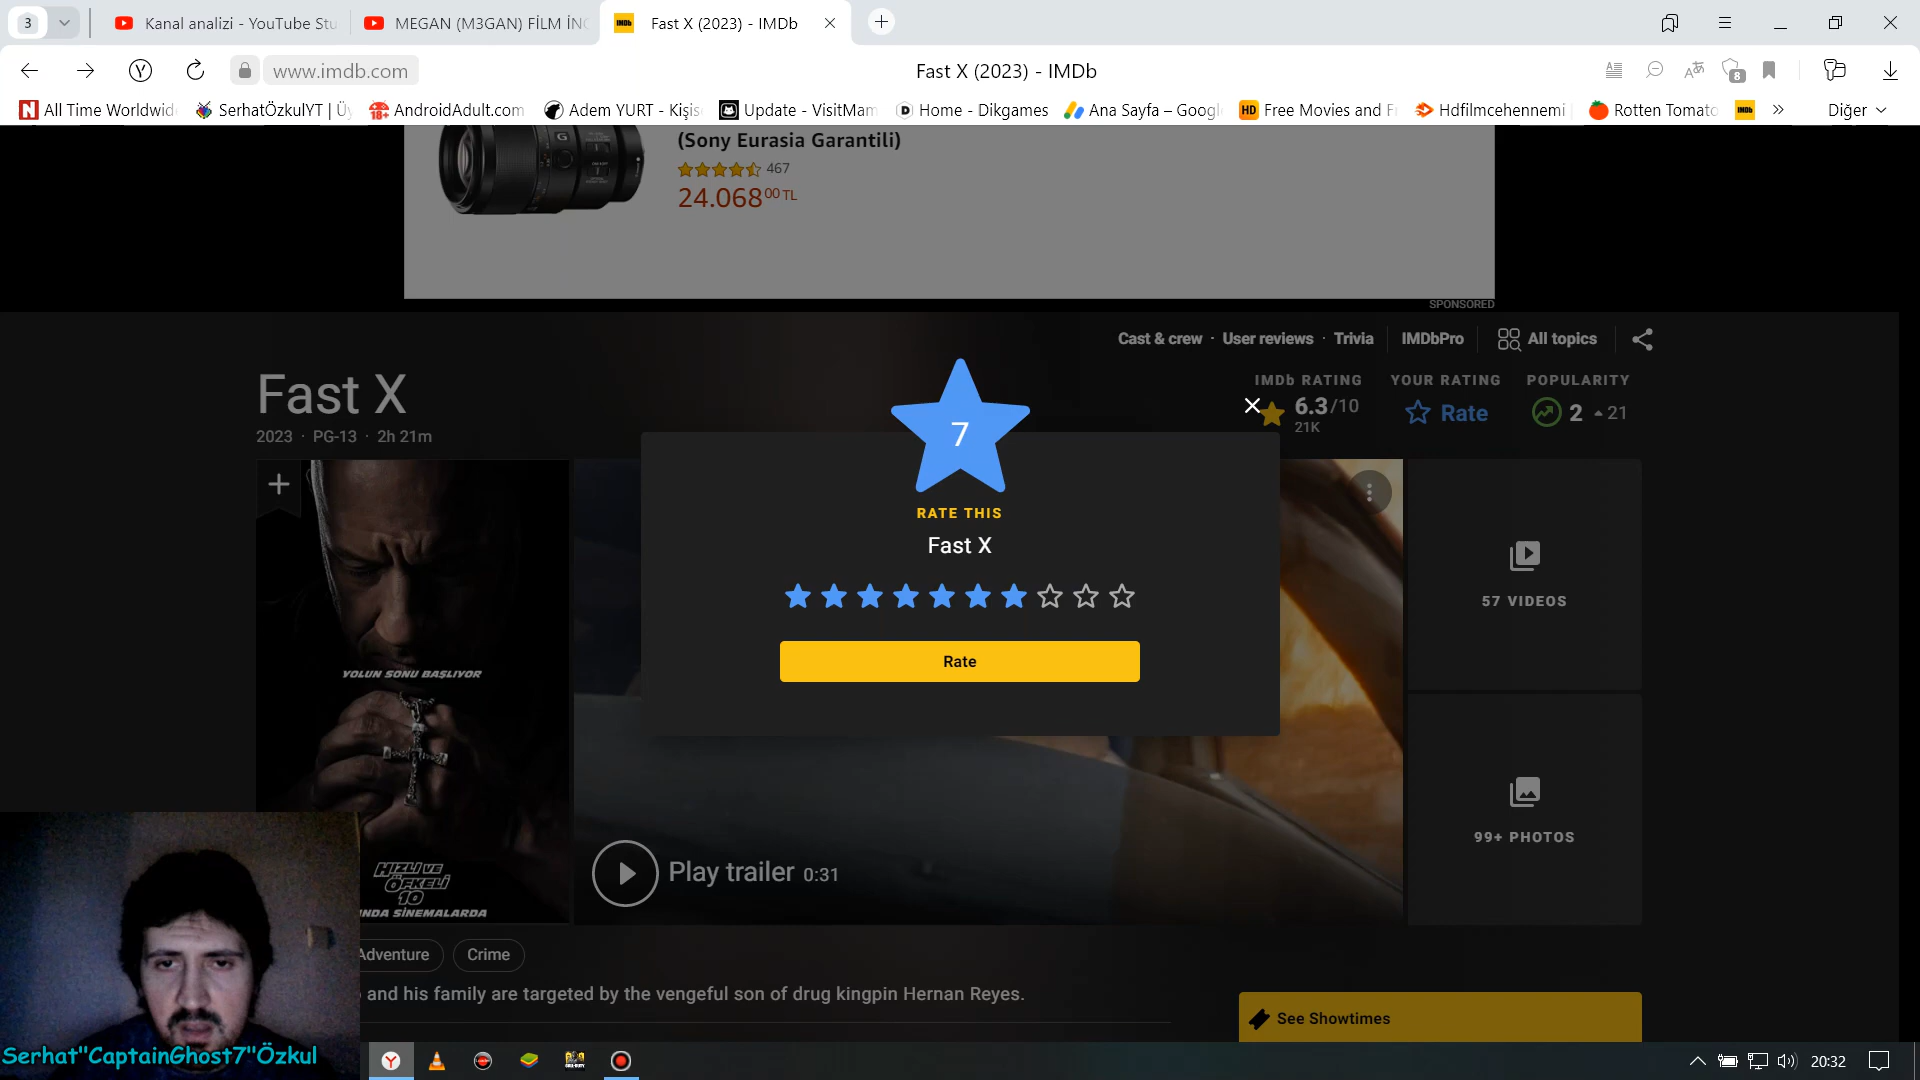 3
Kanal analizi - YouTube Stu
MEGAN (M3GAN) FİLM İNC
Fast X (2023) - IMDb
www.imdb.com
Fast X (2023) - IMDb
8
All Time Worldwid
SerhatÖzkulYT | Üy
AndroidAdult.com
Adem YURT - Kişis
Update - VisitMam
Home - Dikgames
Ana Sayfa – Googl
Free Movies and F
Hdfilmcehennemi
Rotten Tomato
Diğer
(Sony Eurasia Garantili)
467
24.068 00 TL
SPONSORED
Cast & crew · User reviews · Trivia
IMDbPro
All topics
Fast X
2023 · PG-13 · 2h 21m
IMDb RATING
YOUR RATING
POPULARITY
6.3/10
21K
Rate
2
21
7
RATE THIS
Fast X
Rate
YOLUN SONU BAŞLIYOR
HIZLI VE
ÖFKELİ
10
NDA SİNEMALARDA
Play trailer 0:31
57 VIDEOS
99+ PHOTOS
Adventure
Crime
and his family are targeted by the vengeful son of drug kingpin Hernan Reyes.
See Showtimes
Serhat"CaptainGhost7"Özkul
20:32